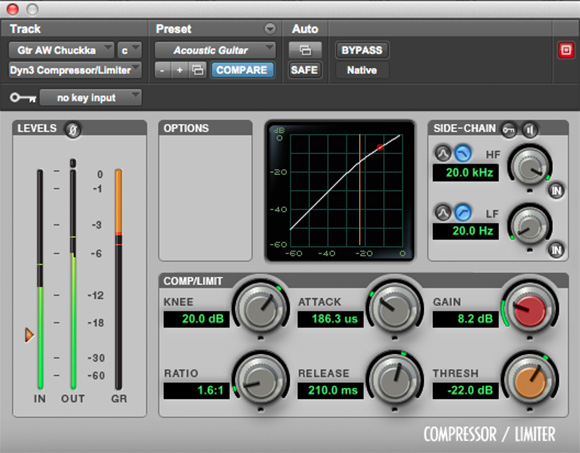 Track Preset Auto
Gtr AW Chuckka c Acoustic Guitar BYPASS
Dyn3 Compressor/Limiter - + COMPARE SAFE Native
no key input
LEVELS Ø OPTIONS SIDE-CHAIN
dB
0
-20
-40
-60
-60 -40 -20 0
HF
20.0 kHz
IN
LF
20.0 Hz
IN
0
-1
-3
-6
-12
-18
-30
-60
IN OUT GR
COMP/LIMIT
KNEE ATTACK GAIN
20.0 dB 186.3 us 8.2 dB
RATIO RELEASE THRESH
1.6:1 210.0 ms -22.0 dB
COMPRESSOR / LIMITER